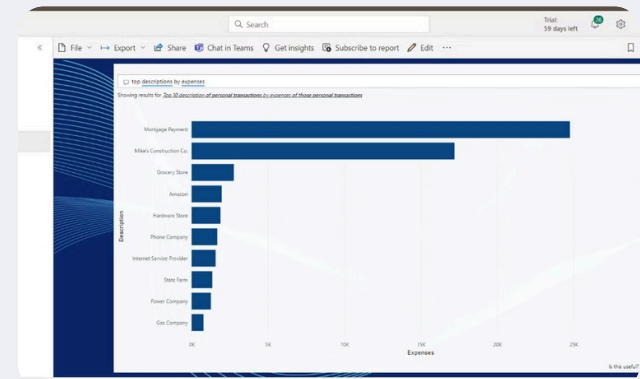 Search
Trial:
59 days left
26
File
Export
Share
Chat in Teams
Get insights
Subscribe to report
Edit
...
top descriptions by expenses
Showing results for Top 10 description of personal transactions by expenses of those personal transactions
Description
Mortgage Payment
Mike's Construction Co.
Grocery Store
Amazon
Hardware Store
Phone Company
Internet Service Provider
State Farm
Power Company
Gas Company
0K 5K 10K 15K 20K 25K
Expenses
Is this useful?